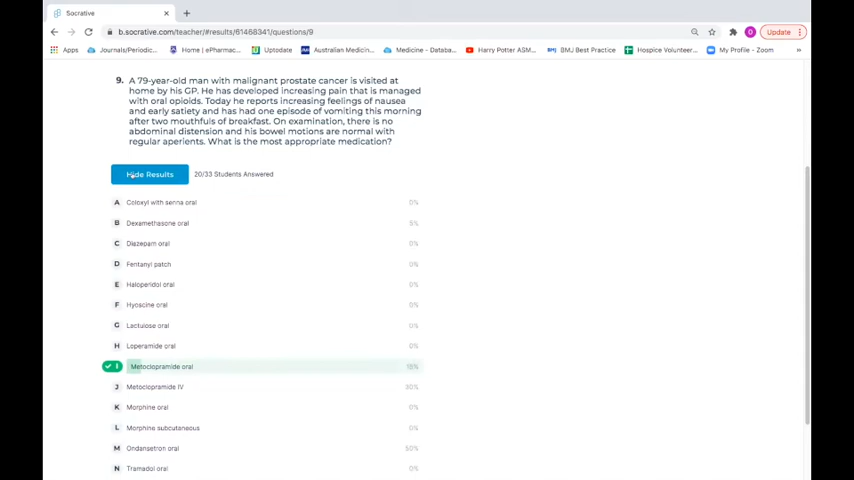 Socrative
b.socrative.com/teacher/#results/61468341/questions/9
Update
Apps
Journals/Periodic...
Home | ePharmac...
Uptodate
Australian Medicin...
Medicine - Databa...
Harry Potter ASM...
BMJ Best Practice
Hospice Volunteer...
My Profile - Zoom
»
9. A 79-year-old man with malignant prostate cancer is visited at
home by his GP. He has developed increasing pain that is managed
with oral opioids. Today he reports increasing feelings of nausea
and early satiety and has had one episode of vomiting this morning
after two mouthfuls of breakfast. On examination, there is no
abdominal distension and his bowel motions are normal with
regular aperients. What is the most appropriate medication?
Hide Results 20/33 Students Answered
A Coloxyl with senna oral 0%
B Dexamethasone oral 5%
C Diazepam oral 0%
D Fentanyl patch 0%
E Haloperidol oral 0%
F Hyoscine oral 0%
G Lactulose oral 0%
H Loperamide oral 0%
I Metoclopramide oral 15%
J Metoclopramide IV 30%
K Morphine oral 0%
L Morphine subcutaneous 0%
M Ondansetron oral 50%
N Tramadol oral 0%